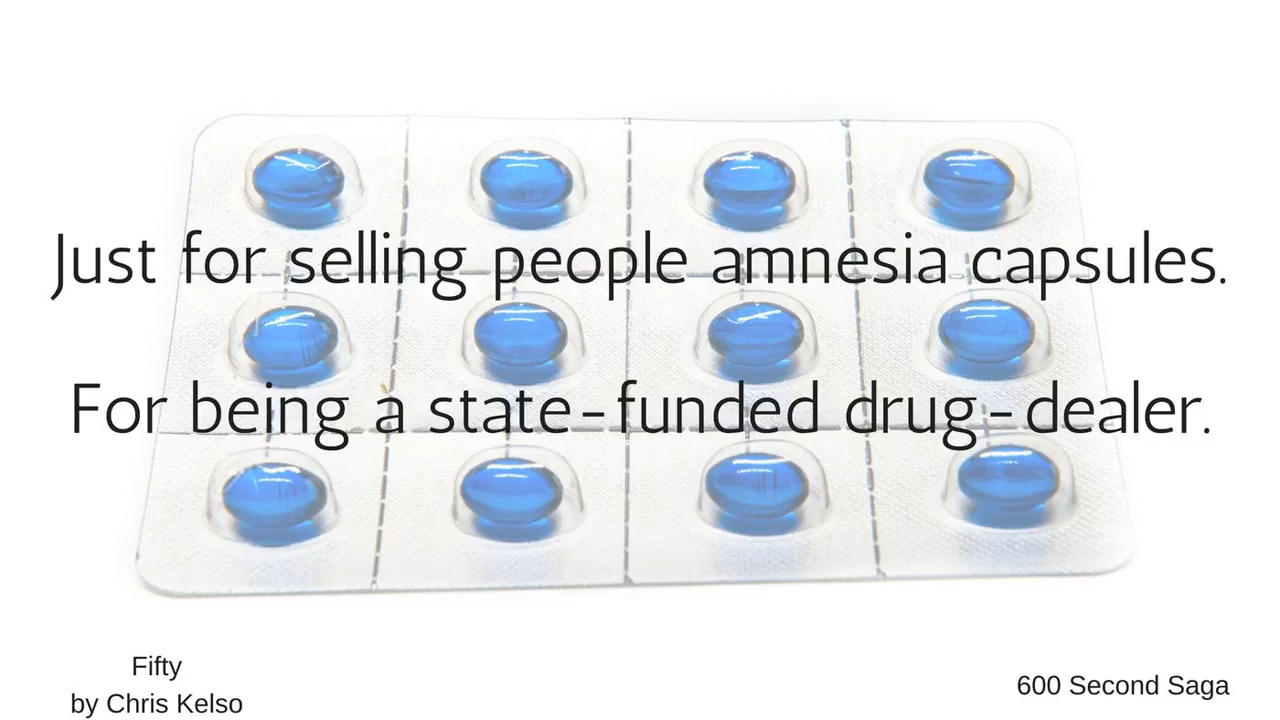 Just for selling people amnesia capsules.
For being a state-funded drug-dealer.
Fifty
by Chris Kelso
600 Second Saga